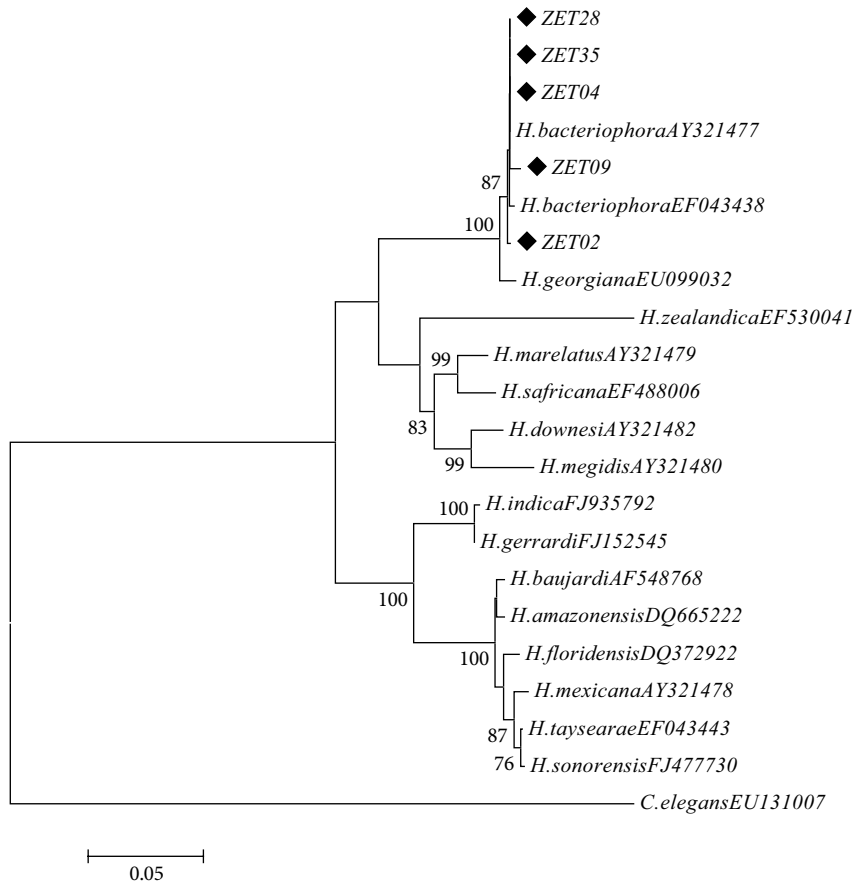 ZET28
ZET35
ZET04
H.bacteriophoraAY321477
ZET09
87
H.bacteriophoraEF043438
100
ZET02
H.georgianaEU099032
H.zealandicaEF530041
99
H.marelatusAY321479
H.safricanaEF488006
83
H.downesiAY321482
99
H.megidisAY321480
100
H.indicaFJ935792
H.gerrardiFJ152545
H.baujardiAF548768
100
H.amazonensisDQ665222
100
H.floridensisDQ372922
H.mexicanaAY321478
87
H.taysearaeEF043443
76
H.sonorensisFJ477730
C.elegansEU131007
0.05